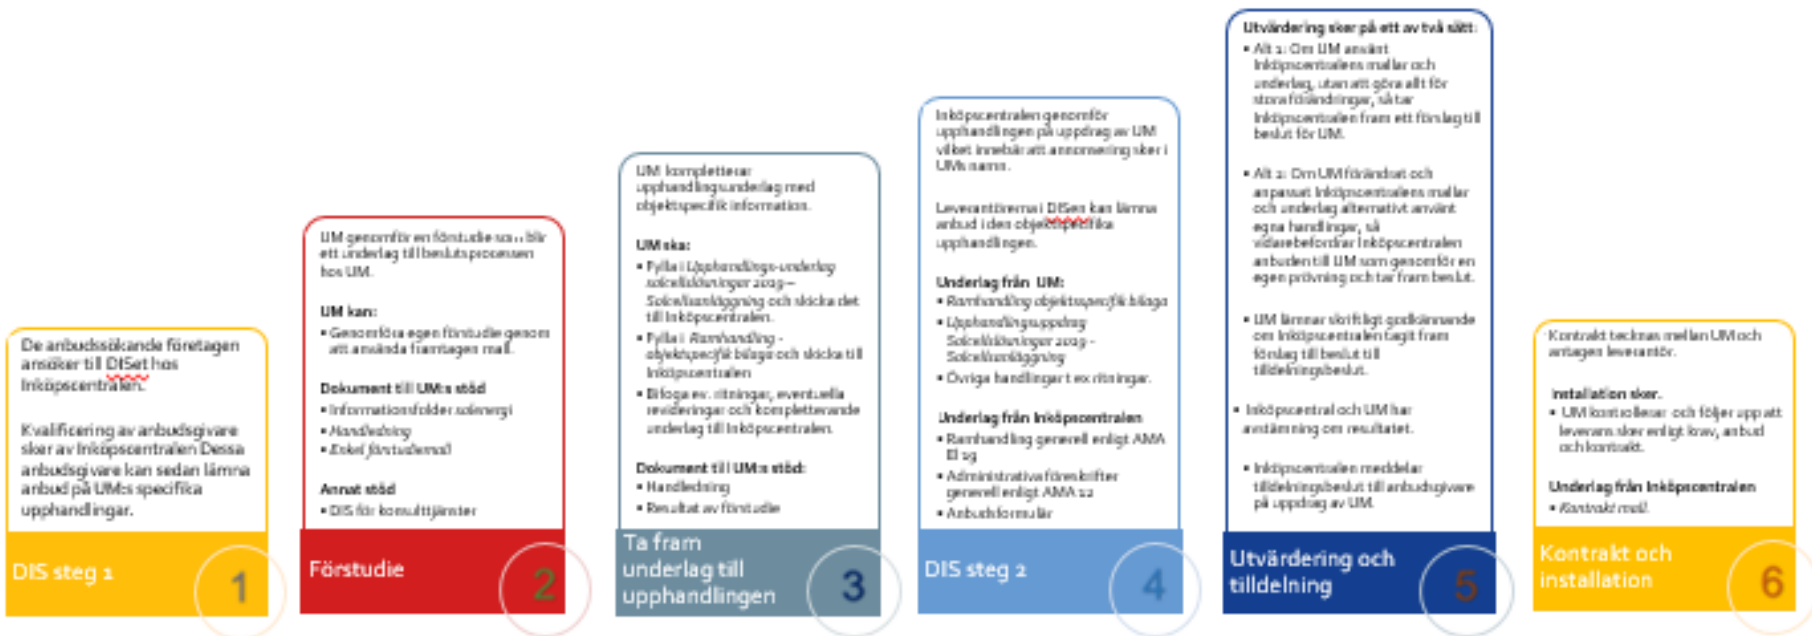 De anbudssökande företagen
ansöker till DISet hos
Inköpscentralen.
Kvalificering av anbudsgivare
sker av Inköpscentralen Dessa
anbudsgivare kan sedan lämna
anbud på UM:s specifika
upphandlingar.
DIS steg 1
1
UM genomför en förstudie som blir
ett underlag till beslutsprocessen
hos UM.
UM kan:
▪ Genomföra egen förstudie genom
att använda framtagen mall.
Dokument till UM:s stöd
▪ Informationsfolder solenergi
▪ Handledning
▪ Enkel förstudiemall
Annat stöd
▪ DIS för konsulttjänster
Förstudie
2
UM kompletterar
upphandlingsunderlag med
objektspecifik information.
UM ska:
▪ Fylla i Upphandlings-underlag
solcellslösningar 2019 –
Solcellsanläggning och skicka det
till Inköpscentralen.
▪ Fylla i Ramhandling -
objektspecifik bilaga och skicka till
Inköpscentralen
▪ Bifoga ev. ritningar, eventuella
revideringar och kompletterande
underlag till Inköpscentralen.
Dokument till UM:s stöd:
▪ Handledning
▪ Resultat av förstudie
Ta fram
underlag till
upphandlingen
3
Inköpscentralen genomför
upphandlingen på uppdrag av UM
vilket innebär att annonsering sker i
UMs namn.
Leverantörerna i DISen kan lämna
anbud i den objektspecifika
upphandlingen.
Underlag från UM:
▪ Ramhandling objektsspecifik bilaga
▪ Upphandlingsuppdrag
Solcellslösningar 2019 -
Solcellsanläggning
▪ Övriga handlingar t ex ritningar.
Underlag från Inköpscentralen
▪ Ramhandling generell enligt AMA
El 19
▪ Administrativa föreskrifter
generell enligt AMA 12
▪ Anbudsformulär
DIS steg 2
4
Utvärdering sker på ett av två sätt:
▪ Alt 1: Om UM använt
Inköpscentralens mallar och
underlag, utan att göra allt för
stora förändringar, så tar
Inköpscentralen fram ett förslag till
beslut för UM.
▪ Alt 2: Om UM förändrat och
anpassat Inköpscentralens mallar
och underlag alternativt använt
egna handlingar, så
vidarebefordrar Inköpscentralen
anbuden till UM som genomför en
egen prövning och tar fram beslut.
▪ UM lämnar skriftligt godkännande
om Inköpscentralen tagit fram
förslag till beslut till
tilldelningsbeslut.
▪ Inköpscentral och UM har
avstämning om resultatet.
▪ Inköpscentralen meddelar
tilldelningsbeslut till anbudsgivare
på uppdrag av UM.
Utvärdering och
tilldelning
5
Kontrakt tecknas mellan UM och
antagen leverantör.
Installation sker.
▪ UM kontrollerar och följer upp att
leverans sker enligt krav, anbud
och kontrakt.
Underlag från Inköpscentralen
▪ Kontrakt mall.
Kontrakt och
installation
6